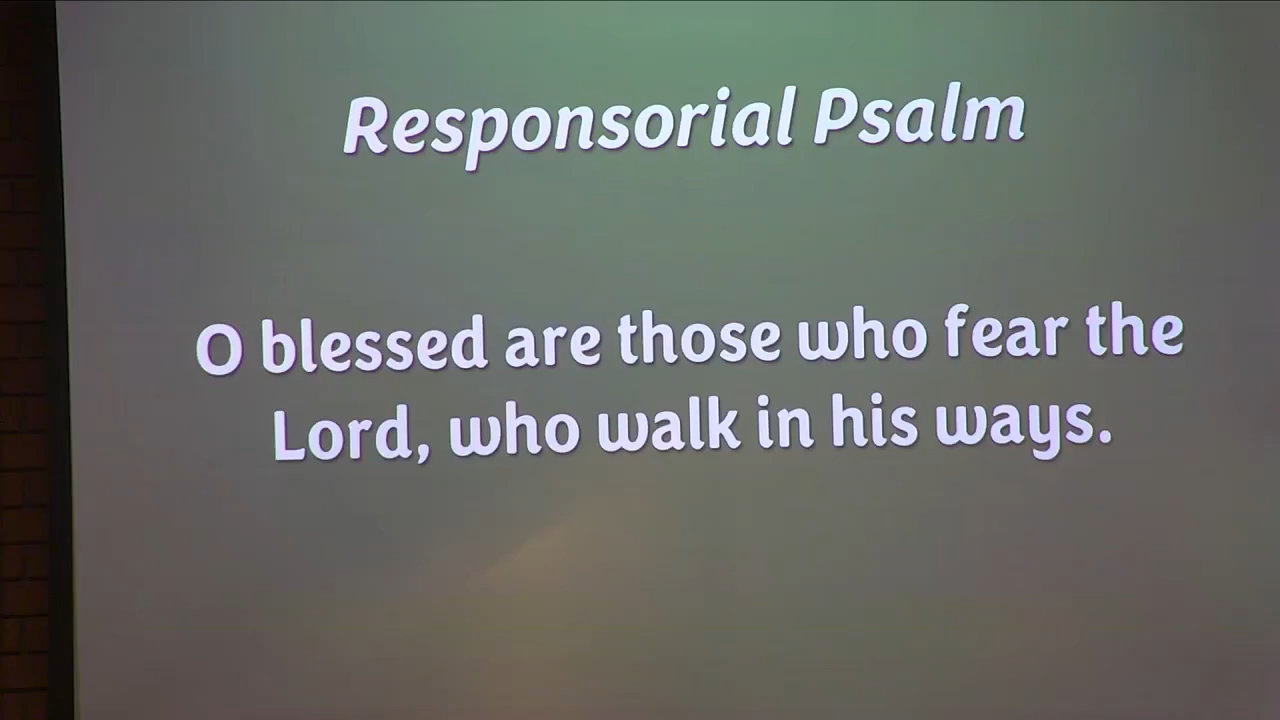 Responsorial Psalm
O blessed are those who fear the
Lord, who walk in his ways.